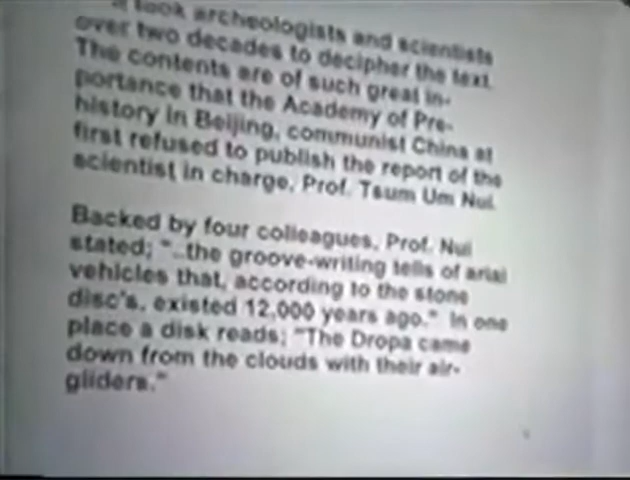 It took archeologists and scientists
over two decades to decipher the text.
The contents are of such great im-
portance that the Academy of Pre-
history in Beijing, communist China at
first refused to publish the report of the
scientist in charge, Prof. Tsum Um Nui.
Backed by four colleagues, Prof. Nui
stated; "...the groove-writing tells of arial
vehicles that, according to the stone
disc's, existed 12,000 years ago." In one
place a disk reads; "The Dropa came
down from the clouds with their air-
gliders."